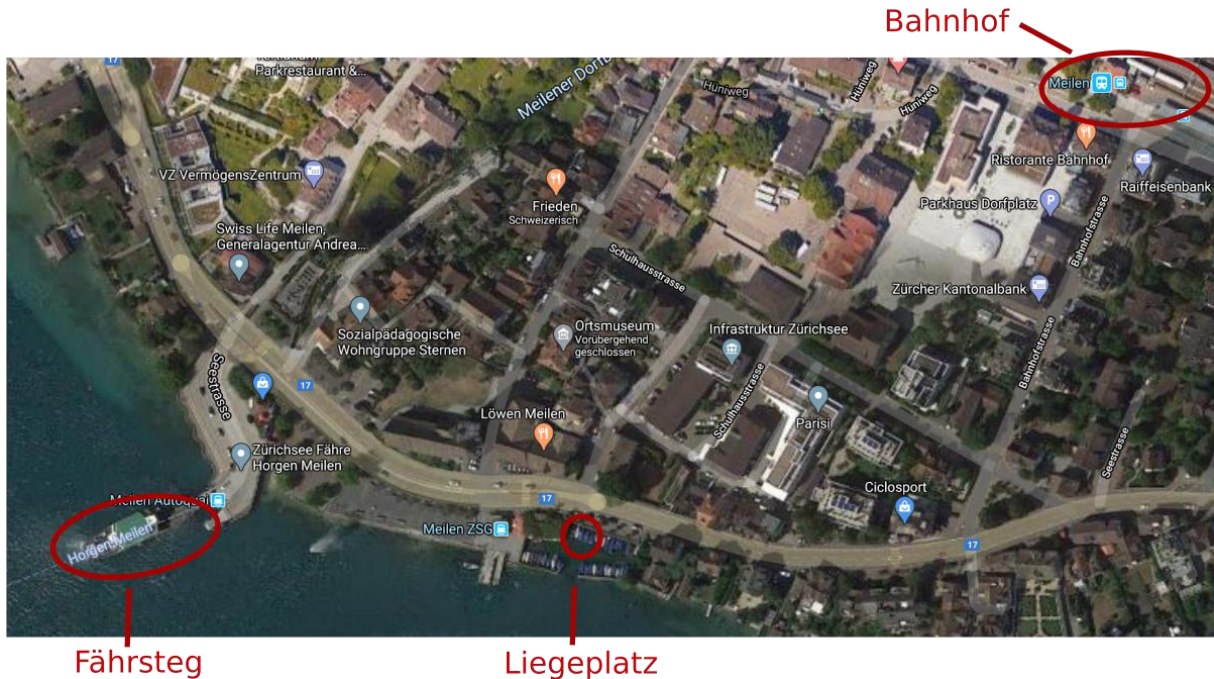 Bahnhof
17
Parkrestaurant &...
Meilener Dorf
Hüniweg
Hüniweg
Hüniweg
Meilen
VZ VermögensZentrum
Frieden
Schweizerisch
Ristorante Bahnhof
Raiffeisenbank
Parkhaus Dorfplatz
P
Swiss Life Meilen,
Generalagentur Andrea...
Schulhausstrasse
Bahnhofstrasse
Zürcher Kantonalbank
Sozialpädagogische
Wohngruppe Sternen
Ortsmuseum
Vorübergehend
geschlossen
Infrastruktur Zürichsee
Bahnhofstrasse
Seestrasse
17
Schulhausstrasse
Parisi
Löwen Meilen
Seestrasse
Zürichsee Fähre
Horgen Meilen
Ciclosport
Meilen Autoquai
17
Meilen ZSG
Horgen Meilen
17
Fährsteg
Liegeplatz